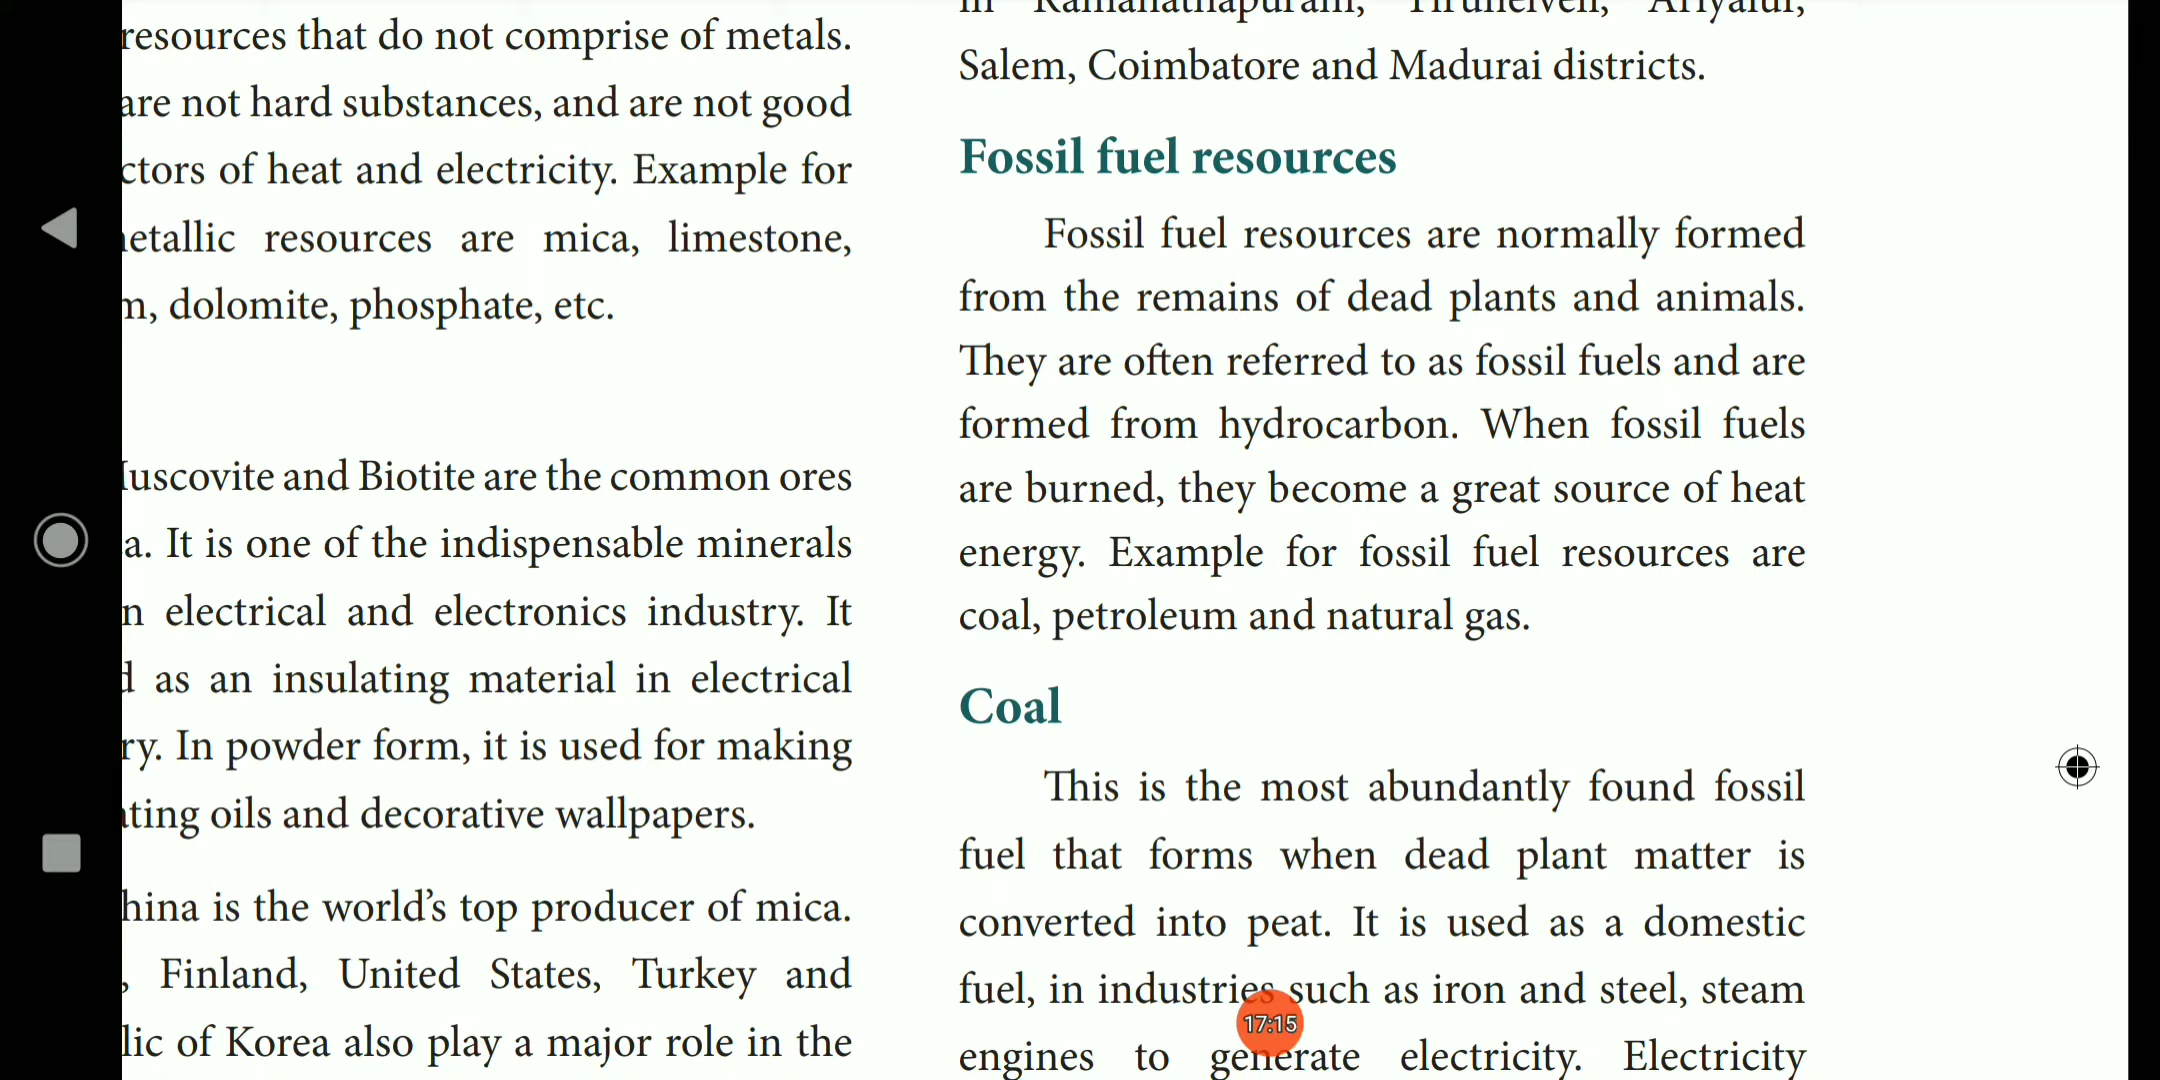 resources that do not comprise of metals.
are not hard substances, and are not good
ctors of heat and electricity. Example for
etallic resources are mica, limestone,
m, dolomite, phosphate, etc.
uscovite and Biotite are the common ores
a. It is one of the indispensable minerals
n electrical and electronics industry. It
d as an insulating material in electrical
ry. In powder form, it is used for making
ting oils and decorative wallpapers.
hina is the world's top producer of mica.
, Finland, United States, Turkey and
lic of Korea also play a major role in the
in Ramanathapuram, Tirunelveli, Ariyalur,
Salem, Coimbatore and Madurai districts.
Fossil fuel resources
Fossil fuel resources are normally formed
from the remains of dead plants and animals.
They are often referred to as fossil fuels and are
formed from hydrocarbon. When fossil fuels
are burned, they become a great source of heat
energy. Example for fossil fuel resources are
coal, petroleum and natural gas.
Coal
This is the most abundantly found fossil
fuel that forms when dead plant matter is
converted into peat. It is used as a domestic
fuel, in industries such as iron and steel, steam
17:15
engines to generate electricity. Electricity